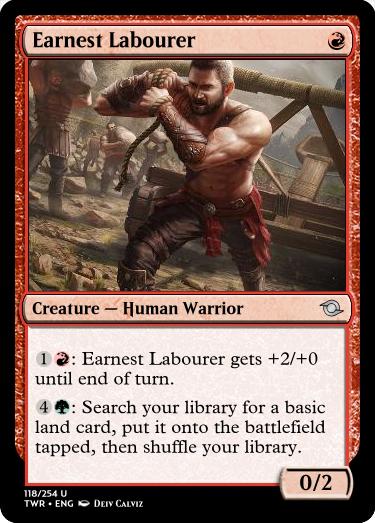 Earnest Labourer
Creature — Human Warrior
1 : Earnest Labourer gets +2/+0
until end of turn.
4 : Search your library for a basic
land card, put it onto the battlefield
tapped, then shuffle your library.
0/2
118/254 U
TWR • ENG Deiv Calviz